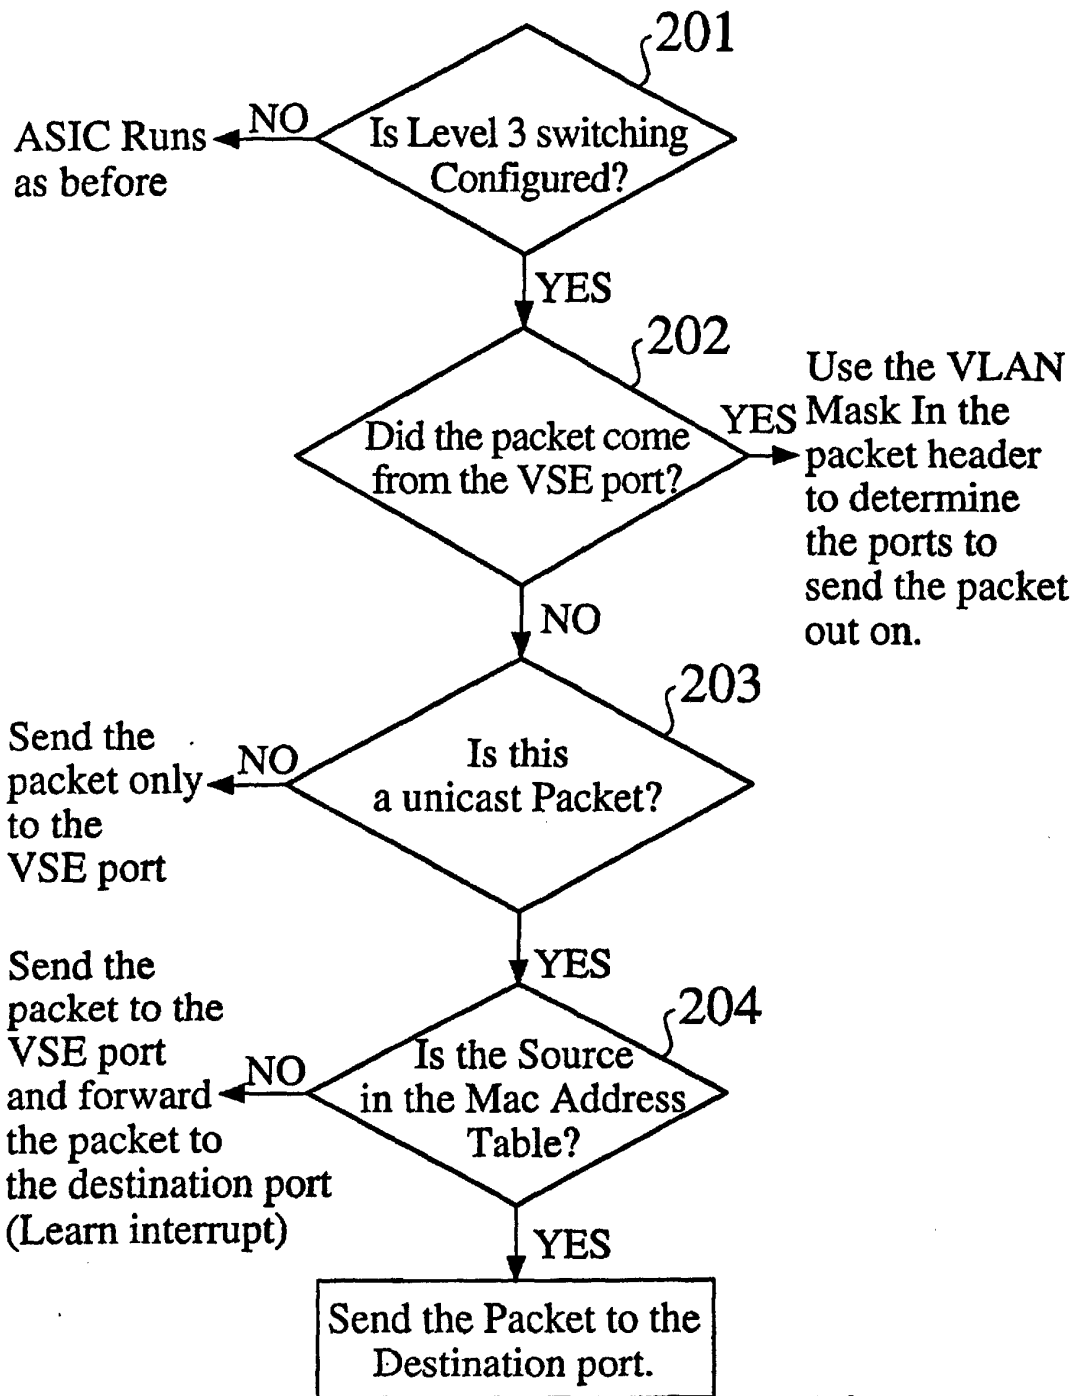 201
Is Level 3 switching
Configured?
NO
ASIC Runs
as before
YES
202
Did the packet come
from the VSE port?
YES
Use the VLAN
Mask In the
packet header
to determine
the ports to
send the packet
out on.
NO
203
Is this
a unicast Packet?
NO
Send the
packet only
to the
VSE port
YES
204
Is the Source
in the Mac Address
Table?
NO
Send the
packet to the
VSE port
and forward
the packet to
the destination port
(Learn interrupt)
YES
Send the Packet to the
Destination port.